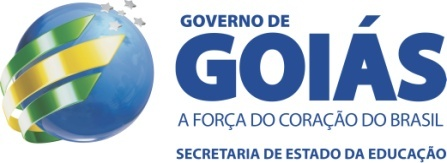 GOVERNO DE
GOIÁS
A FORÇA DO CORAÇÃO DO BRASIL
SECRETARIA DE ESTADO DA EDUCAÇÃO